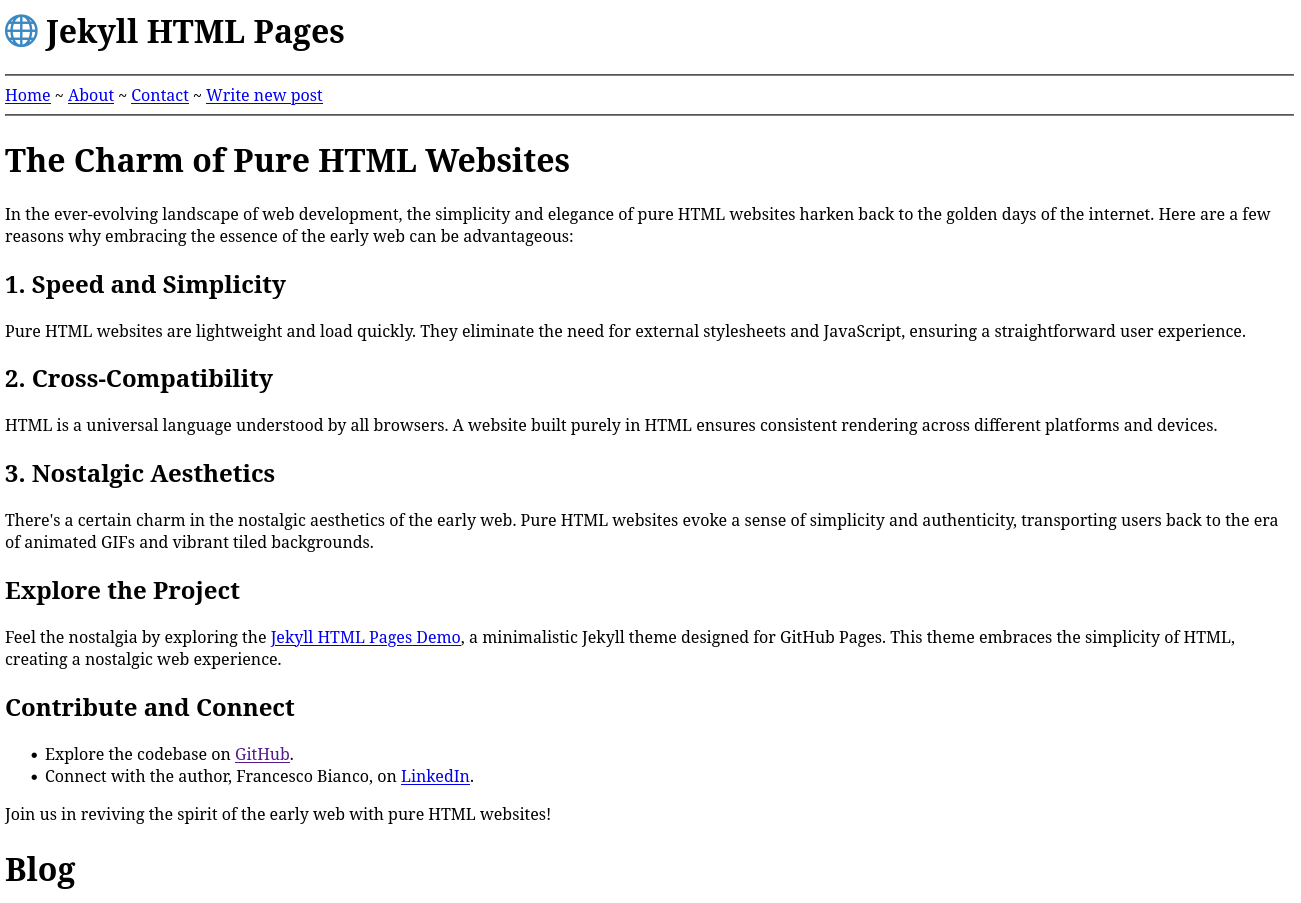 Jekyll HTML Pages
Home ~ About ~ Contact ~ Write new post
The Charm of Pure HTML Websites
In the ever-evolving landscape of web development, the simplicity and elegance of pure HTML websites harken back to the golden days of the internet. Here are a few
reasons why embracing the essence of the early web can be advantageous:
1. Speed and Simplicity
Pure HTML websites are lightweight and load quickly. They eliminate the need for external stylesheets and JavaScript, ensuring a straightforward user experience.
2. Cross-Compatibility
HTML is a universal language understood by all browsers. A website built purely in HTML ensures consistent rendering across different platforms and devices.
3. Nostalgic Aesthetics
There's a certain charm in the nostalgic aesthetics of the early web. Pure HTML websites evoke a sense of simplicity and authenticity, transporting users back to the era
of animated GIFs and vibrant tiled backgrounds.
Explore the Project
Feel the nostalgia by exploring the Jekyll HTML Pages Demo, a minimalistic Jekyll theme designed for GitHub Pages. This theme embraces the simplicity of HTML,
creating a nostalgic web experience.
Contribute and Connect
• Explore the codebase on GitHub.
• Connect with the author, Francesco Bianco, on LinkedIn.
Join us in reviving the spirit of the early web with pure HTML websites!
Blog